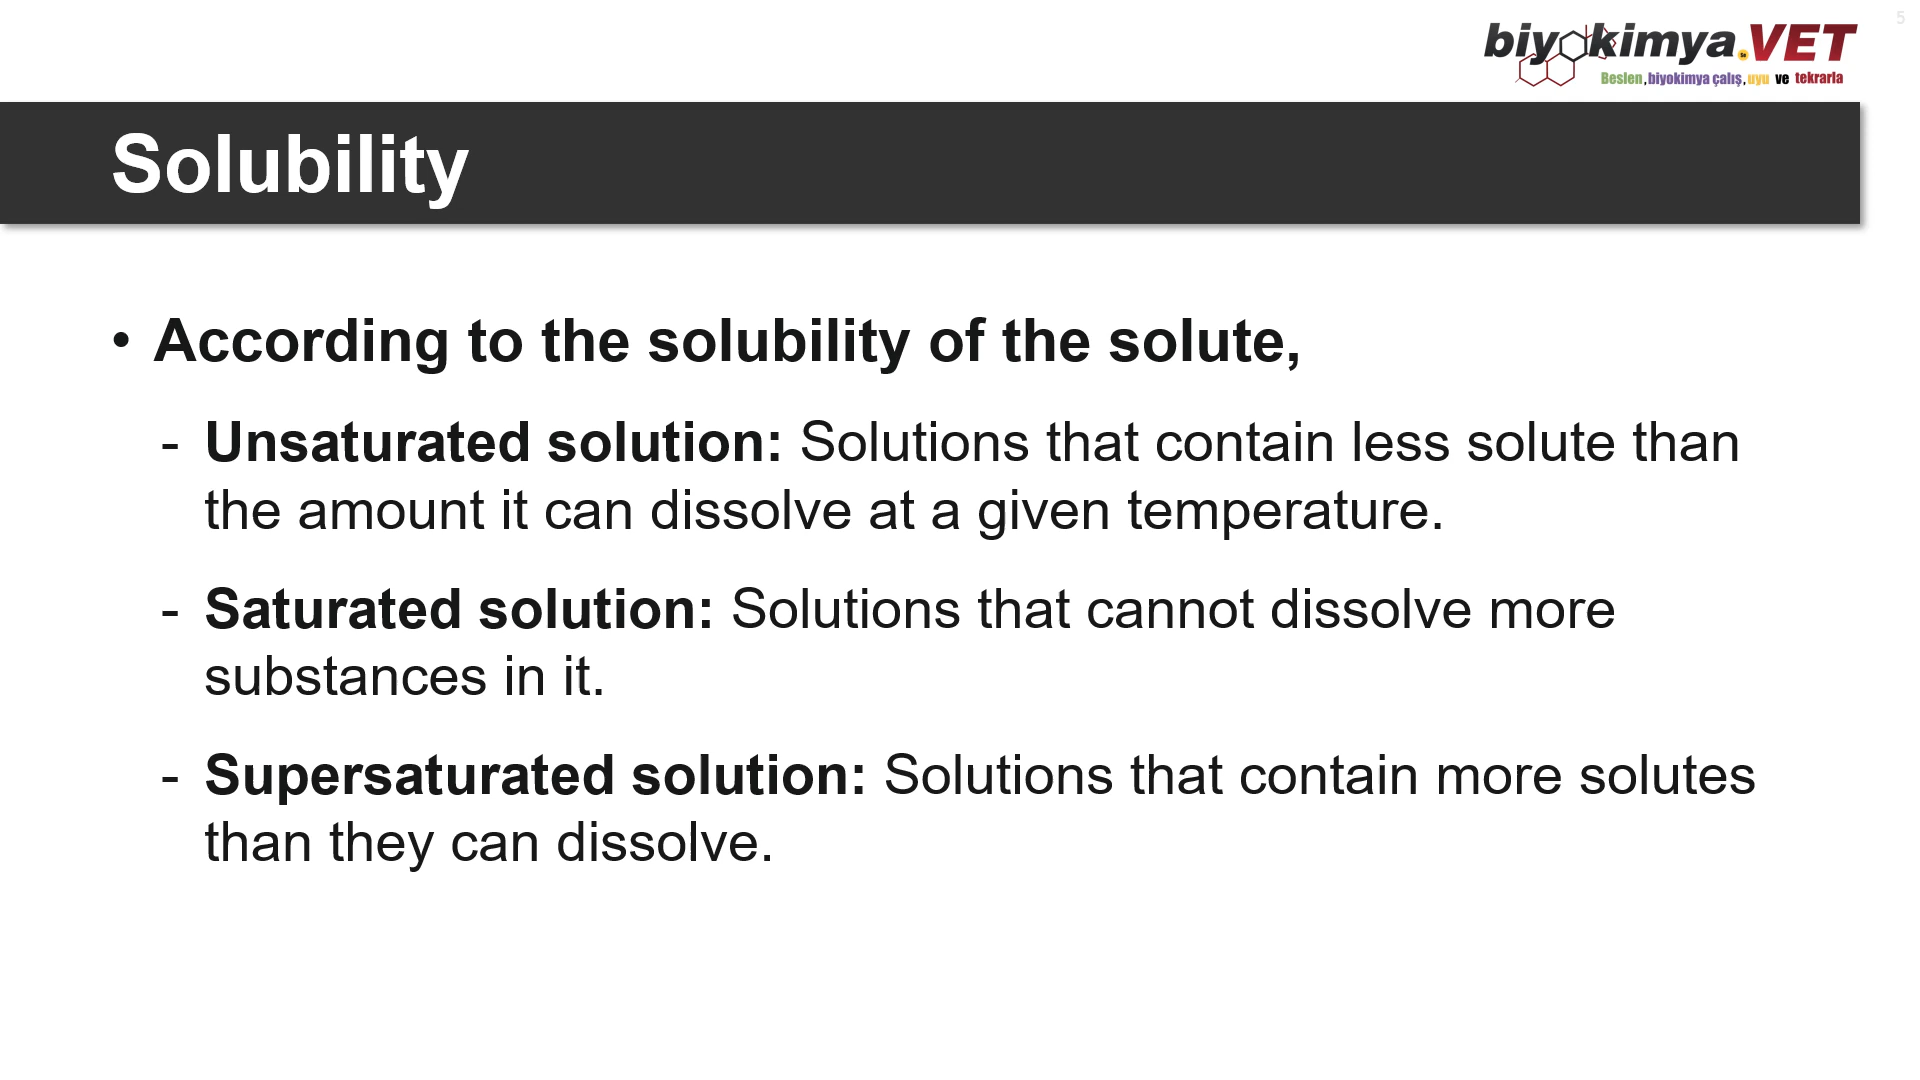 5
biyokimya.VET
Beslen, biyokimya çalış, uyu ve tekrarla
Solubility
• According to the solubility of the solute,
- Unsaturated solution: Solutions that contain less solute than
the amount it can dissolve at a given temperature.
- Saturated solution: Solutions that cannot dissolve more
substances in it.
- Supersaturated solution: Solutions that contain more solutes
than they can dissolve.